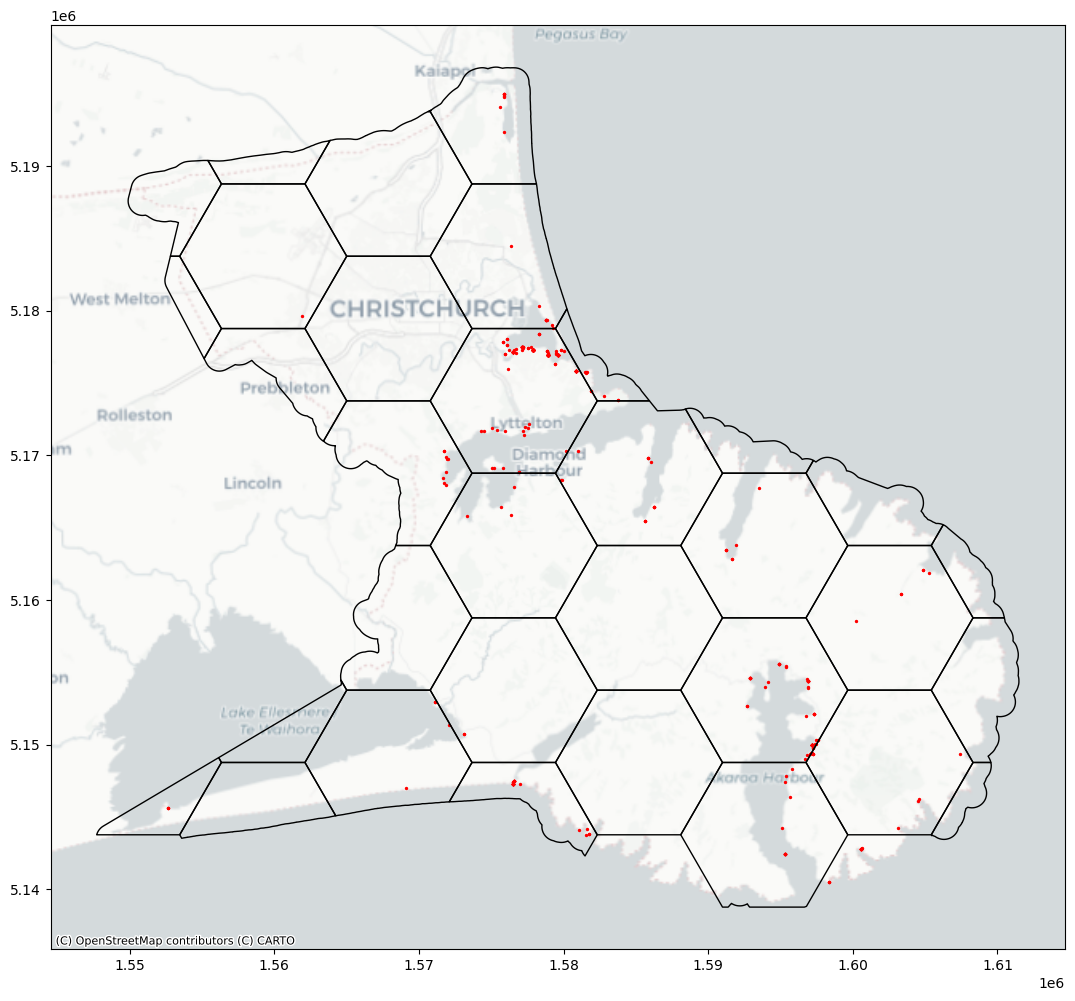 1e6
Pegasus Bay
Kaiapoi
5.19
West Melton
CHRISTCHURCH
5.18
Prebbleton
Rolleston
Lyttelton
am
5.17
Diamond
Harbour
Lincoln
5.16
on
Lake Ellesmere
Te Waihora
5.15
Akaroa Harbour
5.14
(C) OpenStreetMap contributors (C) CARTO
1.55 1.56 1.57 1.58 1.59 1.60 1.61
1e6